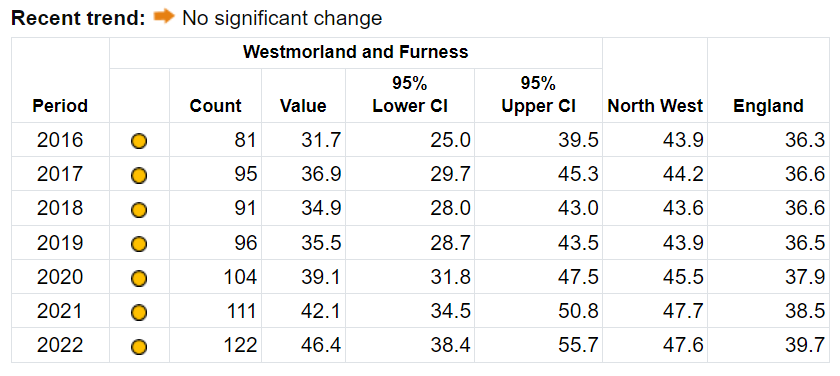 Recent trend: No significant change
Westmorland and Furness
Period Count Value 95% Lower CI 95% Upper CI North West England
2016 81 31.7 25.0 39.5 43.9 36.3
2017 95 36.9 29.7 45.3 44.2 36.6
2018 91 34.9 28.0 43.0 43.6 36.6
2019 96 35.5 28.7 43.5 43.9 36.5
2020 104 39.1 31.8 47.5 45.5 37.9
2021 111 42.1 34.5 50.8 47.7 38.5
2022 122 46.4 38.4 55.7 47.6 39.7